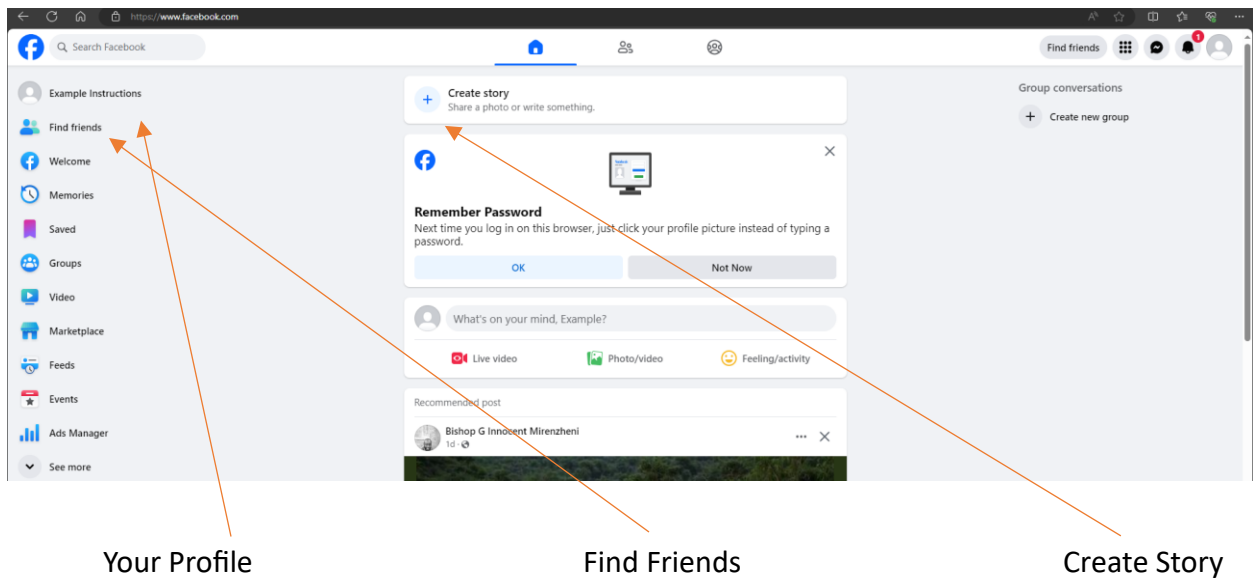 https://www.facebook.com
Search Facebook
Find friends
1
Example Instructions
Find friends
Welcome
Memories
Saved
Groups
Video
Marketplace
Feeds
Events
Ads Manager
See more
Create story
Share a photo or write something.
Remember Password
Next time you log in on this browser, just click your profile picture instead of typing a
password.
OK
Not Now
What's on your mind, Example?
Live video
Photo/video
Feeling/activity
Recommended post
Bishop G Innocent Mirenzheni
1d ·
Group conversations
Create new group
Your Profile
Find Friends
Create Story